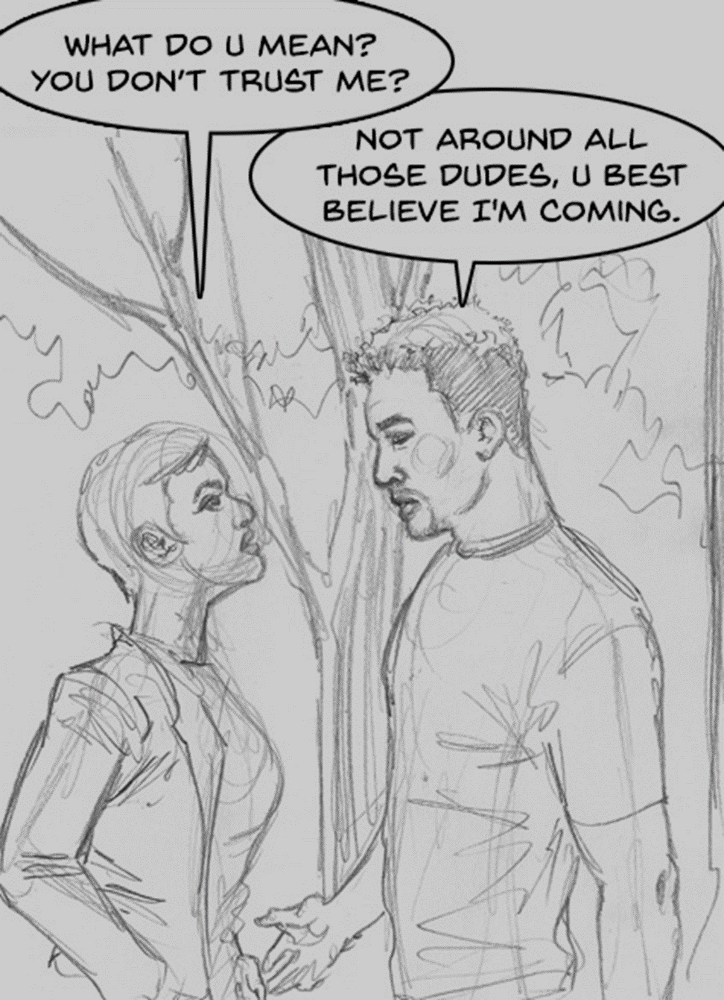 WHAT DO U MEAN?
YOU DON'T TRUST ME?
NOT AROUND ALL
THOSE DUDES, U BEST
BELIEVE I'M COMING.